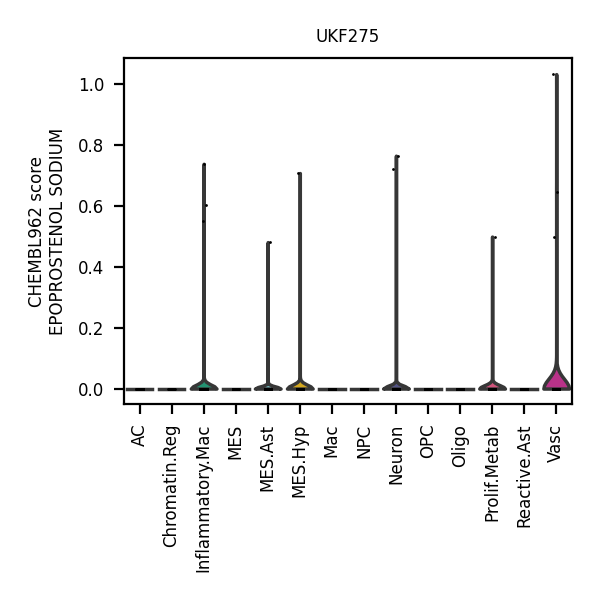 UKF275
CHEMBL962 score
EPOPROSTENOL SODIUM
1.0
0.8
0.6
0.4
0.2
0.0
AC
Chromatin.Reg
Inflammatory.Mac
MES
MES.Ast
MES.Hyp
Mac
NPC
Neuron
OPC
Oligo
Prolif.Metab
Reactive.Ast
Vasc